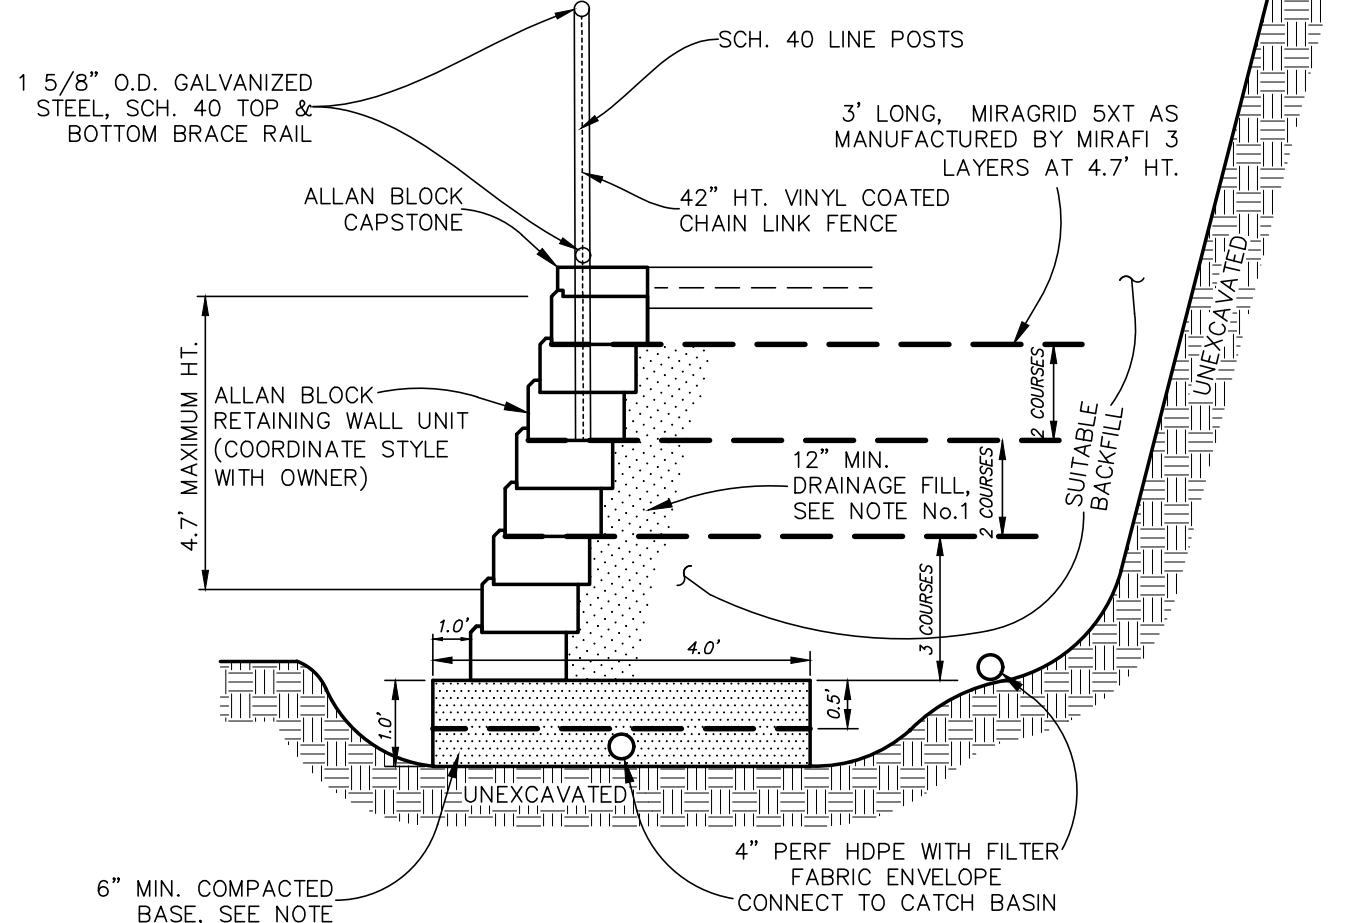 SCH. 40 LINE POSTS
1 5/8" O.D. GALVANIZED
STEEL, SCH. 40 TOP &
BOTTOM BRACE RAIL
3' LONG, MIRAGRID 5XT AS
MANUFACTURED BY MIRAFI 3
LAYERS AT 4.7' HT.
ALLAN BLOCK
CAPSTONE
42" HT. VINYL COATED
CHAIN LINK FENCE
UNEXCAVATED
4.7' MAXIMUM HT.
ALLAN BLOCK
RETAINING WALL UNIT
(COORDINATE STYLE
WITH OWNER)
2 COURSES
SUITABLE
BACKFILL
12" MIN.
DRAINAGE FILL,
SEE NOTE No.1
2 COURSES
3 COURSES
1.0'
4.0'
1.0'
0.5'
UNEXCAVATED
4" PERF HDPE WITH FILTER
FABRIC ENVELOPE
CONNECT TO CATCH BASIN
6" MIN. COMPACTED
BASE, SEE NOTE